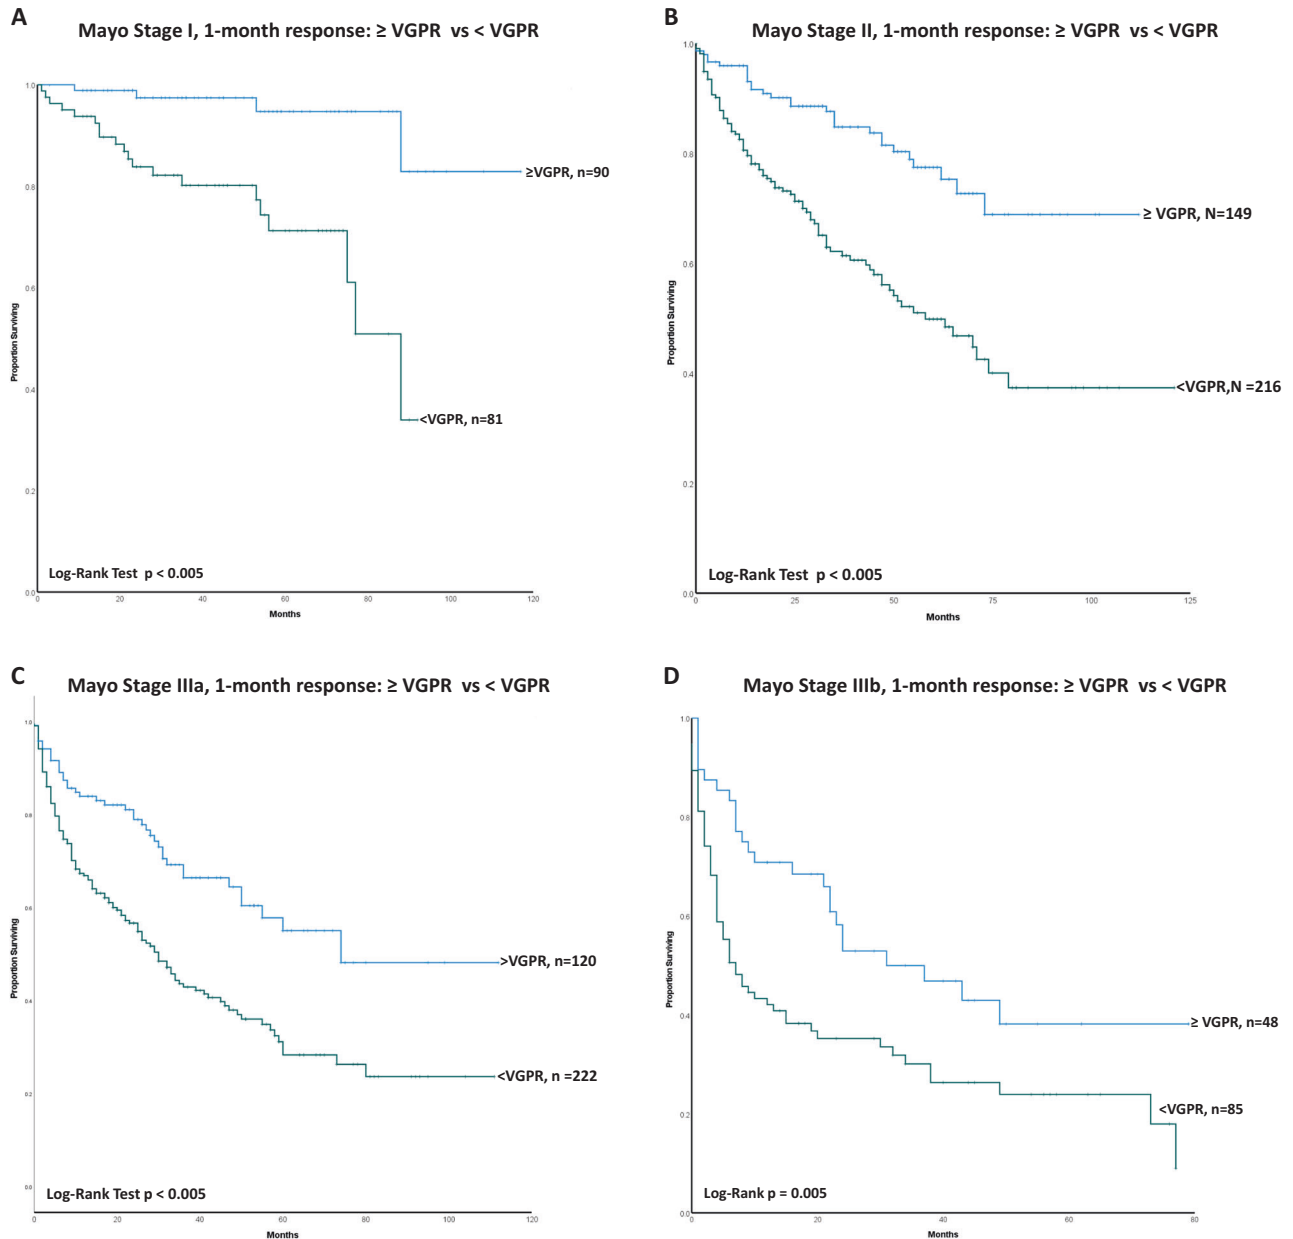 A
Mayo Stage I, 1-month response: ≥ VGPR vs < VGPR
1.0
0.8
0.6
0.4
0.2
0.0
Proportion Surviving
≥VGPR, n=90
<VGPR, n=81
Log-Rank Test p < 0.005
0 20 40 60 80 100 120
Months
B
Mayo Stage II, 1-month response: ≥ VGPR vs < VGPR
1.0
0.8
0.6
0.4
0.2
0.0
Proportion Surviving
≥ VGPR, N=149
<VGPR,N =216
Log-Rank Test p < 0.005
0 25 50 75 100 125
Months
C
Mayo Stage IIIa, 1-month response: ≥ VGPR vs < VGPR
1.0
0.8
0.6
0.4
0.2
0.0
Proportion Surviving
>VGPR, n=120
<VGPR, n =222
Log-Rank Test p < 0.005
0 20 40 60 80 100 120
Months
D
Mayo Stage IIIb, 1-month response: ≥ VGPR vs < VGPR
1.0
0.8
0.6
0.4
0.2
0.0
Proportion Surviving
≥ VGPR, n=48
<VGPR, n=85
Log-Rank p = 0.005
0 20 40 60 80
Months